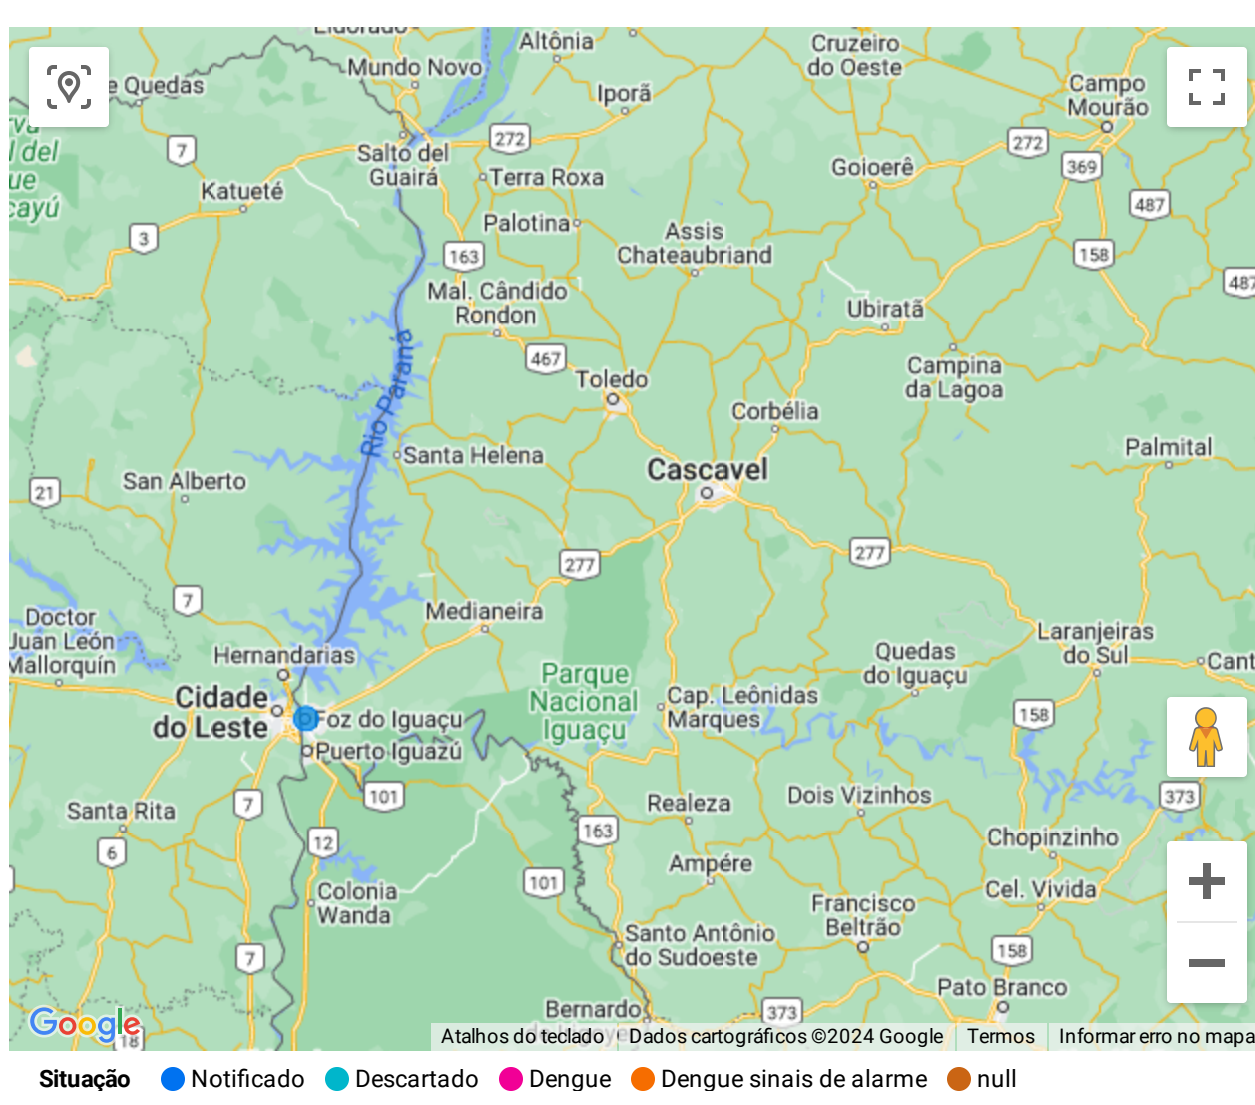 Eldorado
Altônia
Cruzeiro
do Oeste
Mundo Novo
e Quedas
Campo
Mourão
Iporã
rva
l del
ue
cayú
7
272
272
Salto del
Guairá
369
Goioerê
Terra Roxa
Katueté
487
Palotina
3
Assis
Chateaubriand
163
158
487
Mal. Cândido
Rondon
Ubiratã
Rio Paraná
467
Campina
da Lagoa
Toledo
Corbélia
Palmital
Santa Helena
Cascavel
San Alberto
21
277
277
7
Medianeira
Doctor
Juan León
Mallorquín
Laranjeiras
do Sul
Hernandarias
Quedas
do Iguaçu
Cant
Parque
Nacional
Iguaçu
Cidade
do Leste
Cap. Leônidas
Marques
158
Foz do Iguaçu
Puerto Iguazú
101
373
Dois Vizinhos
Realeza
7
Santa Rita
163
12
Chopinzinho
6
Ampére
101
Colonia
Wanda
Cel. Vivida
Francisco
Beltrão
Santo Antônio
do Sudoeste
158
7
Pato Branco
Bernardo
373
Google
18
Atalhos do teclado
Dados cartográficos ©2024 Google
Termos
Informar erro no mapa
Situação Notificado Descartado Dengue Dengue sinais de alarme null